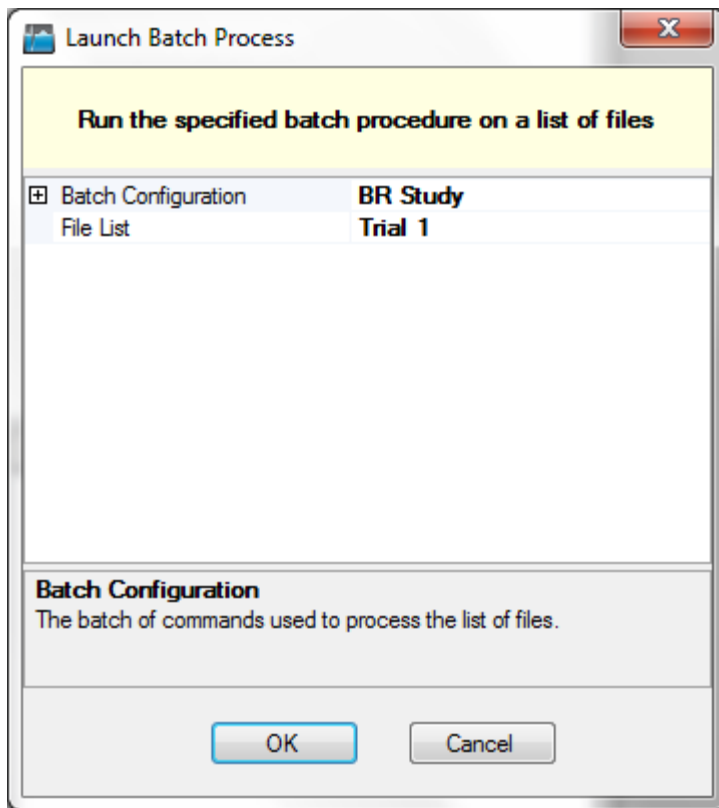 Launch Batch Process
Run the specified batch procedure on a list of files
Batch Configuration BR Study
File List Trial 1
Batch Configuration
The batch of commands used to process the list of files.
OK Cancel